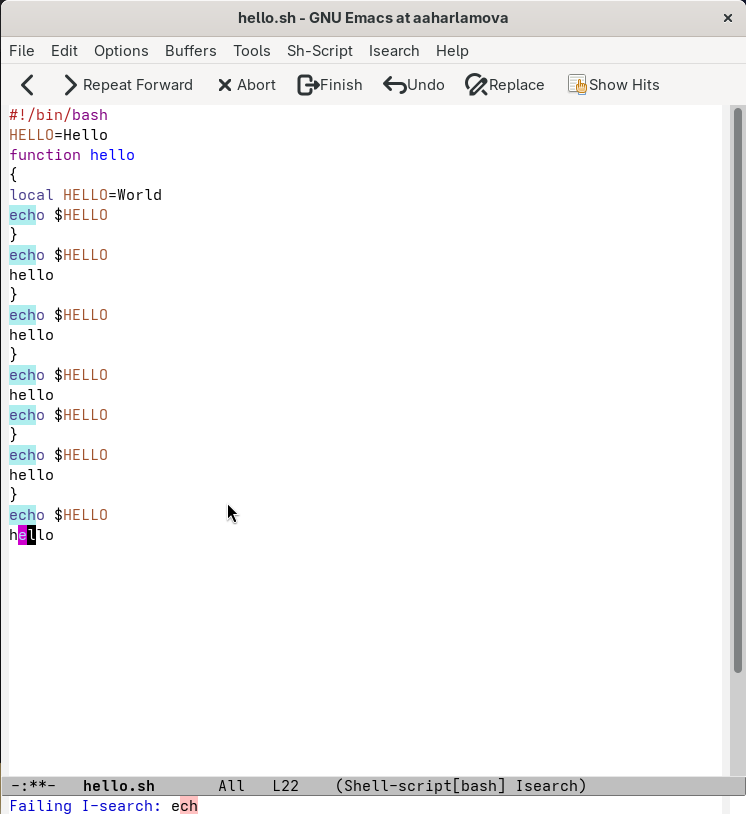 hello.sh - GNU Emacs at aaharlamova
File Edit Options Buffers Tools Sh-Script Isearch Help
Repeat Forward Abort Finish Undo Replace Show Hits
#!/bin/bash
HELLO=Hello
function hello
{
local HELLO=World
echo $HELLO
}
echo $HELLO
hello
}
echo $HELLO
hello
}
echo $HELLO
hello
echo $HELLO
}
echo $HELLO
hello
}
echo $HELLO
hello
-:**- hello.sh All L22 (Shell-script[bash] Isearch)
Failing I-search: ech